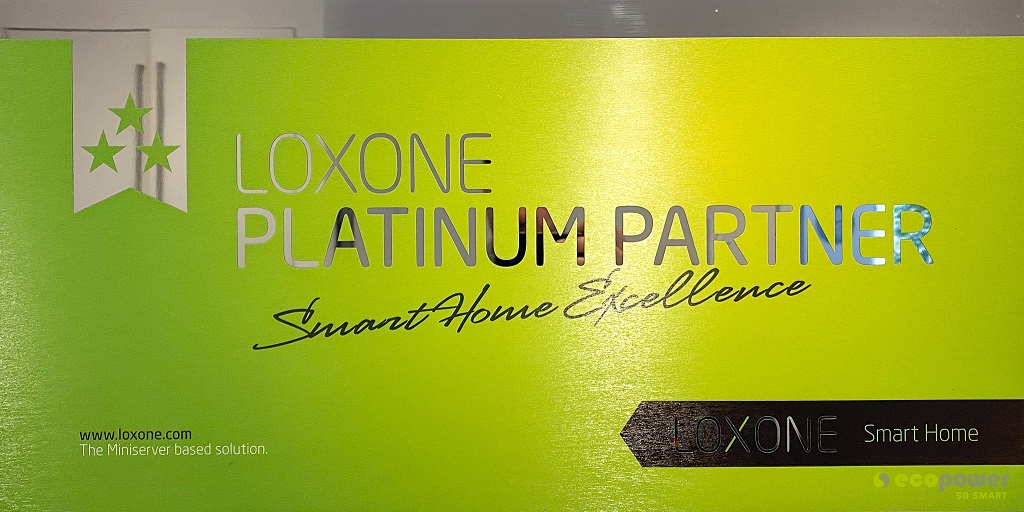 LOXONE
PLATINUM PARTNER
Smart Home Excellence
www.loxone.com
The Miniserver based solution.
LOXONE Smart Home
ecopower
SO SMART